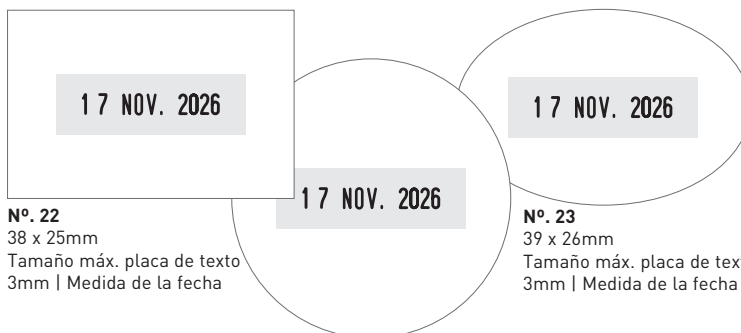 17 NOV. 2026
17 NOV. 2026
17 NOV. 2026
Nº. 22
38 x 25mm
Tamaño máx. placa de texto
3mm | Medida de la fecha
Nº. 23
39 x 26mm
Tamaño máx. placa de
3mm | Medida de la fecha